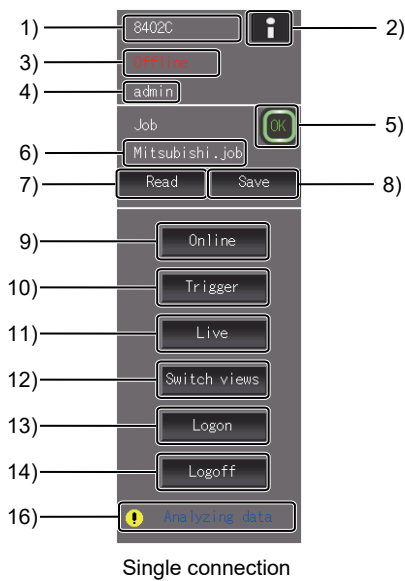 1) 8402C 2)
3) Offline
4) admin
Job OK 5)
6) Mitsubishi.job
7) Read Save 8)
9) Online
10) Trigger
11) Live
12) Switch views
13) Logon
14) Logoff
16) Analyzing data
Single connection